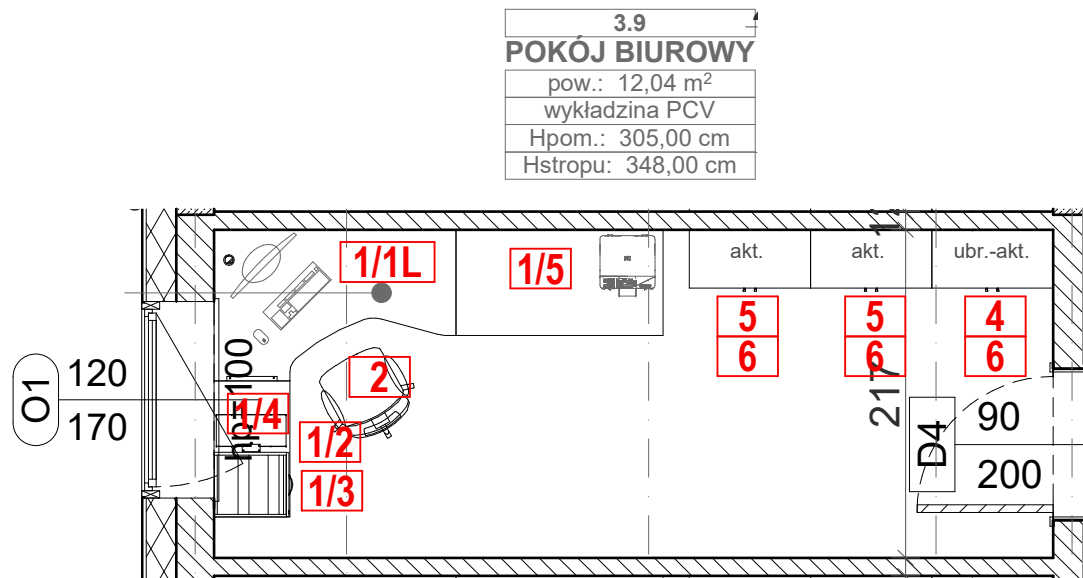 3.9
POKÓJ BIUROWY
pow.: 12,04 m²
wykładzina PCV
Hpom.: 305,00 cm
Hstropu: 348,00 cm
akt.
akt.
ubr.-akt.
1/1L
1/5
5
5
4
6
6
6
2
1/4
1/2
1/3
O1
120
170
hp=100
217
D4
90
200